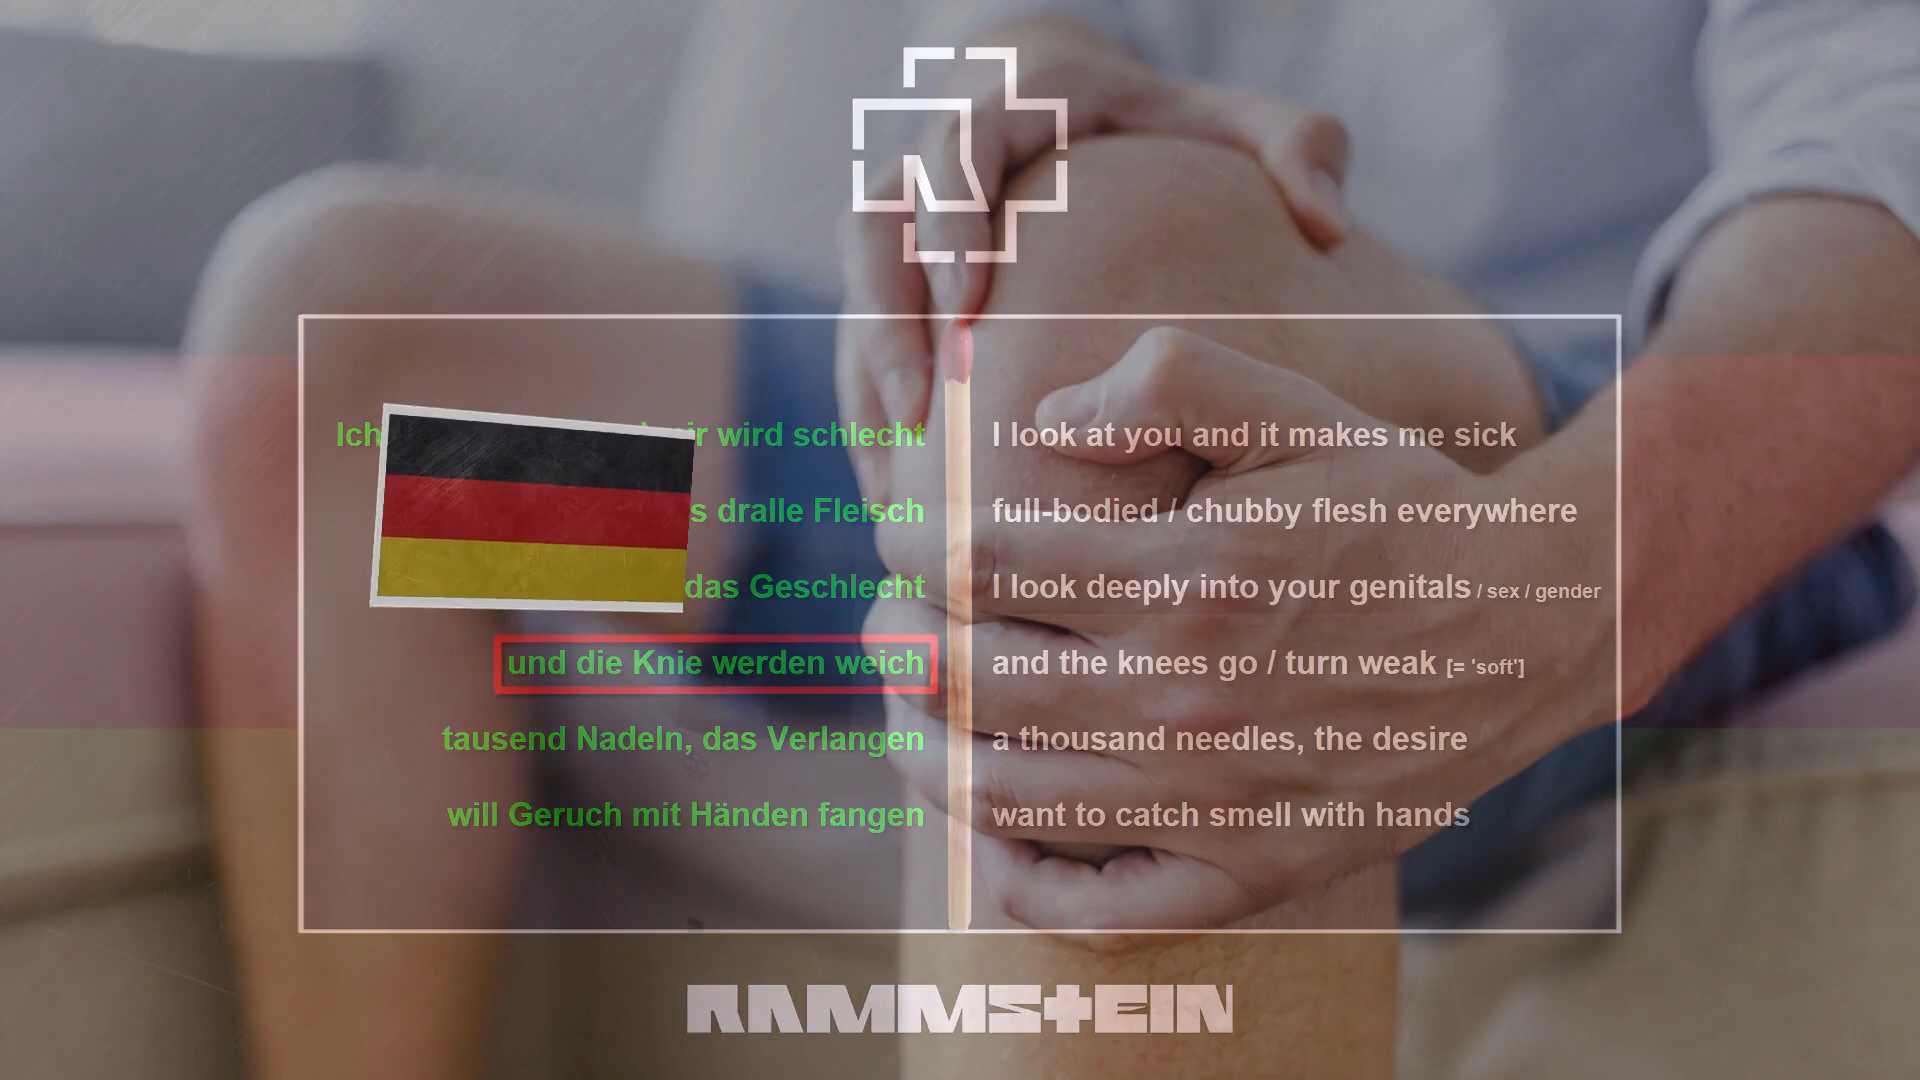 Ich wird schlecht
I look at you and it makes me sick
dralle Fleisch
full-bodied / chubby flesh everywhere
das Geschlecht
I look deeply into your genitals / sex / gender
und die Knie werden weich
and the knees go / turn weak [= 'soft']
tausend Nadeln, das Verlangen
a thousand needles, the desire
will Geruch mit Händen fangen
want to catch smell with hands
RAMMSTEIN